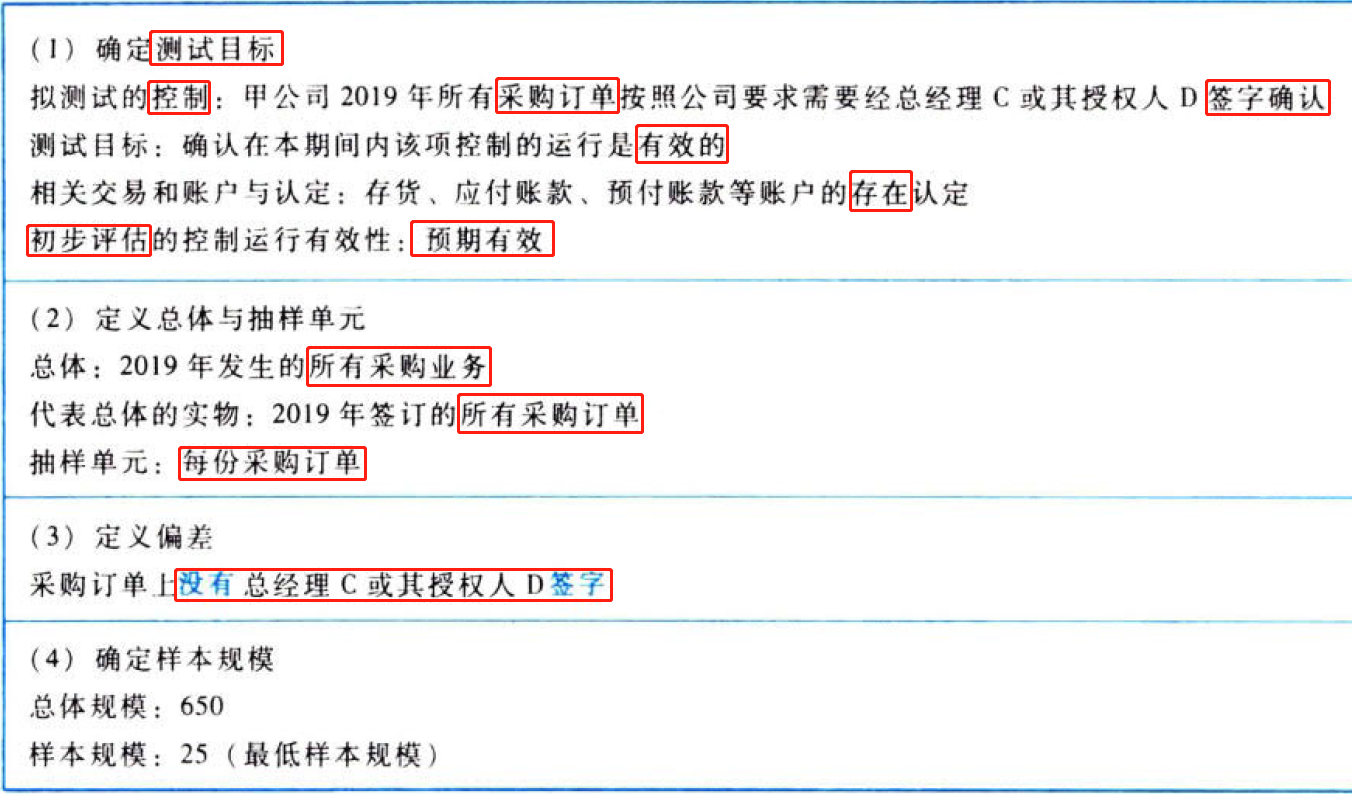 (1) 确定测试目标
拟测试的控制：甲公司 2019 年所有采购订单按照公司要求需要经总经理 C 或其授权人 D 签字确认
测试目标：确认在本期间内该项控制的运行是有效的
相关交易和账户与认定：存货、应付账款、预付账款等账户的存在认定
初步评估的控制运行有效性：预期有效
(2) 定义总体与抽样单元
总体：2019 年发生的所有采购业务
代表总体的实物：2019 年签订的所有采购订单
抽样单元：每份采购订单
(3) 定义偏差
采购订单上没有总经理 C 或其授权人 D 签字
(4) 确定样本规模
总体规模：650
样本规模：25（最低样本规模）